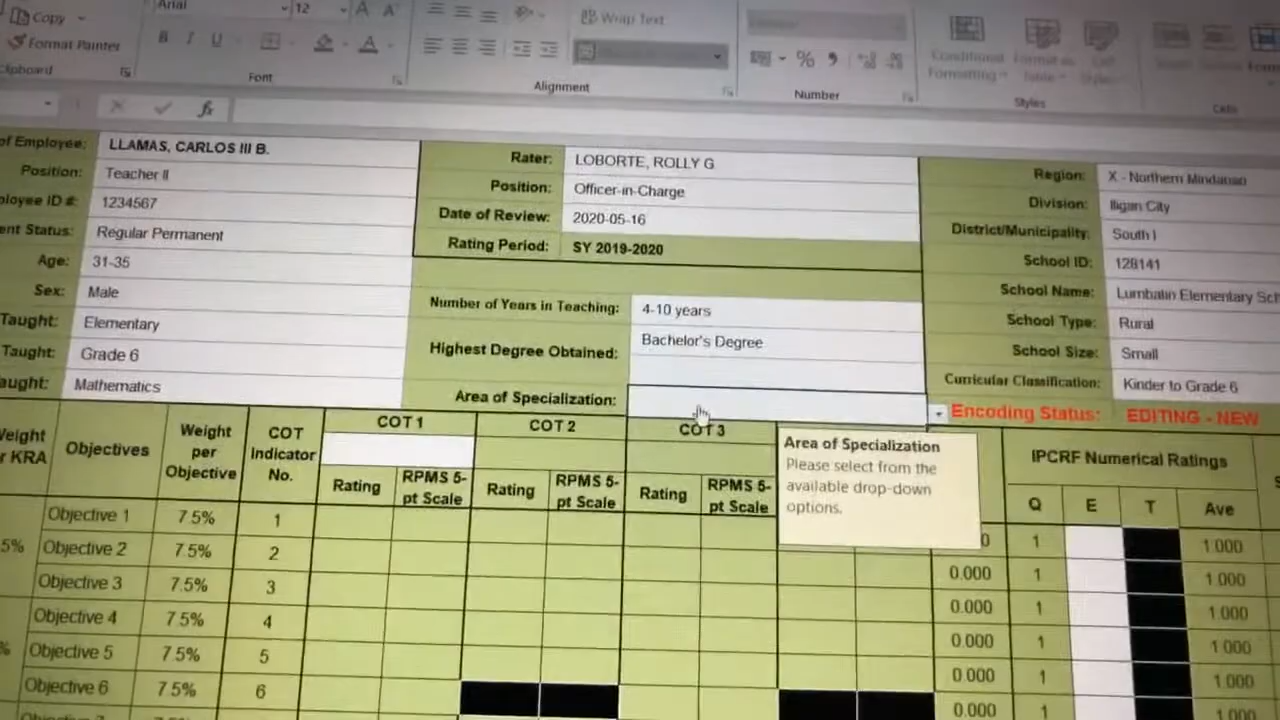 Copy
Format Painter
Clipboard
Arial
12
A A
B I U
A
Font
Wrap Text
Alignment
% ,
Number
Conditional
Formatting
Format as
Table
Cell
Styles
Styles
Cells
fx
of Employee: LLAMAS, CARLOS III B.
Position: Teacher II
loyee ID #: 1234567
ent Status: Regular Permanent
Age: 31-35
Sex: Male
Taught: Elementary
Taught: Grade 6
aught: Mathematics
Rater: LOBORTE, ROLLY G
Position: Officer-in-Charge
Date of Review: 2020-05-16
Rating Period: SY 2019-2020
Number of Years in Teaching: 4-10 years
Highest Degree Obtained: Bachelor's Degree
Area of Specialization:
Region: X - Northern Mindanao
Division: Iligan City
District/Municipality: South I
School ID: 128141
School Name: Lumbatin Elementary Sch
School Type: Rural
School Size: Small
Curricular Classification: Kinder to Grade 6
Encoding Status: EDITING - NEW
Area of Specialization
Please select from the
available drop-down
options.
Weight
r KRA
Objectives
Weight
per
Objective
COT
Indicator
No.
COT 1
COT 2
COT 3
Rating
RPMS 5-
pt Scale
Rating
RPMS 5-
pt Scale
Rating
RPMS 5-
pt Scale
IPCRF Numerical Ratings
Q E T Ave
Objective 1 7.5% 1 0 1 1.000
5% Objective 2 7.5% 2 0.000 1 1.000
Objective 3 7.5% 3 0.000 1 1.000
Objective 4 7.5% 4 0.000 1 1.000
% Objective 5 7.5% 5 0.000 1 1.000
Objective 6 7.5% 6 0.000 1 1.000